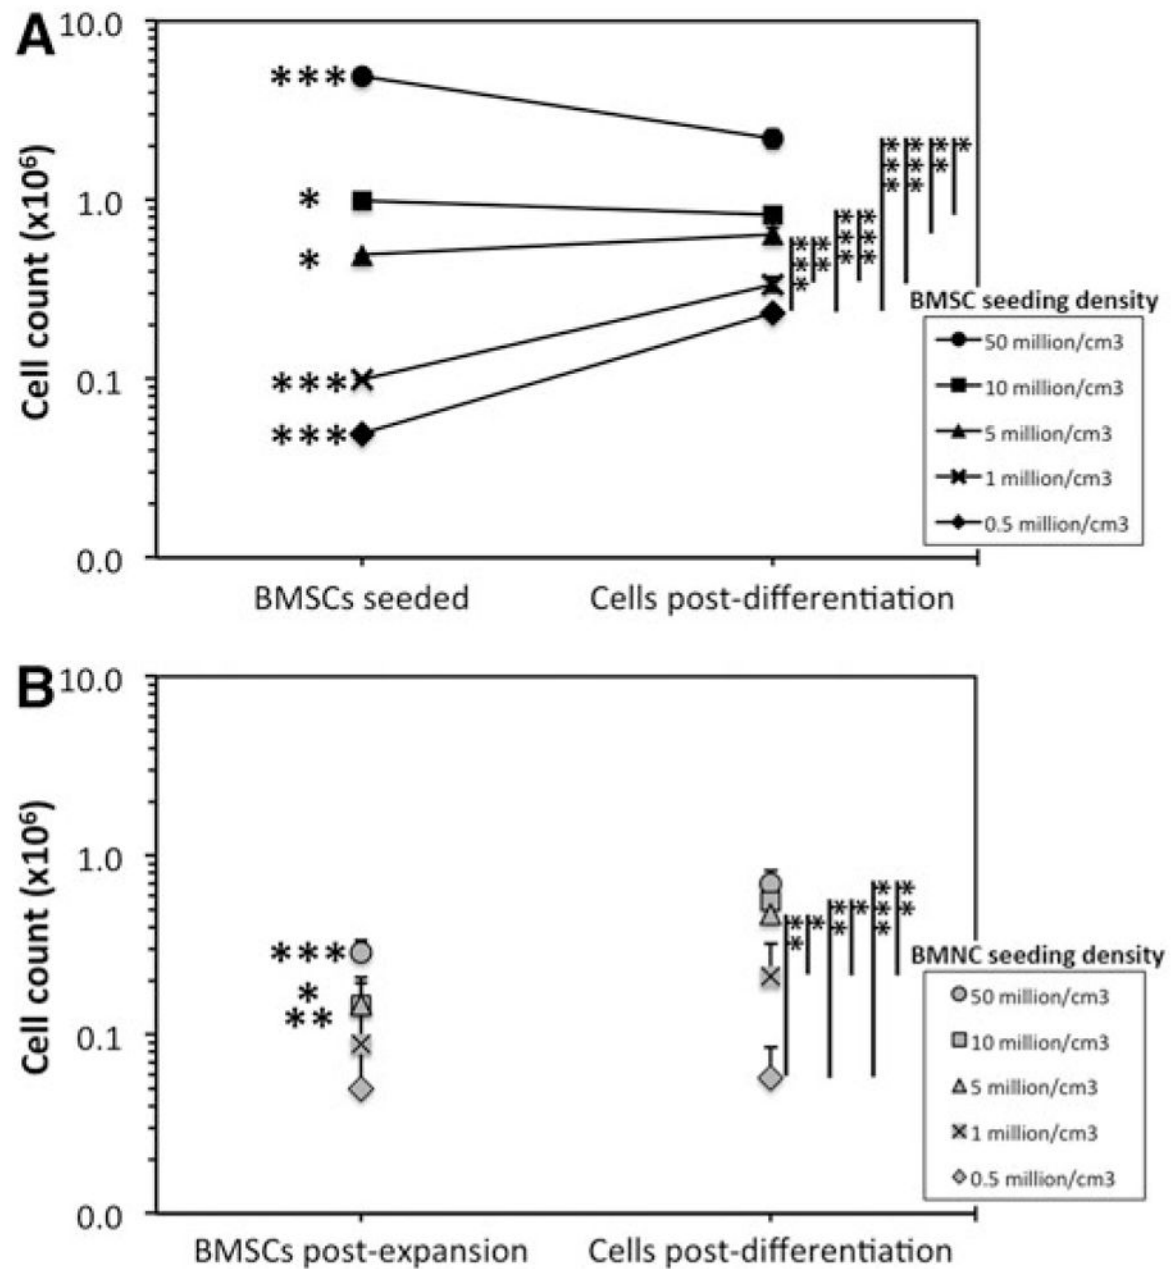 A
10.0
1.0
0.1
0.0
Cell count (x10⁶)
***
*
*
***
***
***
**
***
***
***
***
**
*
BMSC seeding density
50 million/cm3
10 million/cm3
5 million/cm3
1 million/cm3
0.5 million/cm3
BMSCs seeded
Cells post-differentiation
B
10.0
1.0
0.1
0.0
Cell count (x10⁶)
***
*
**
**
*
**
*
***
**
BMNC seeding density
50 million/cm3
10 million/cm3
5 million/cm3
1 million/cm3
0.5 million/cm3
BMSCs post-expansion
Cells post-differentiation